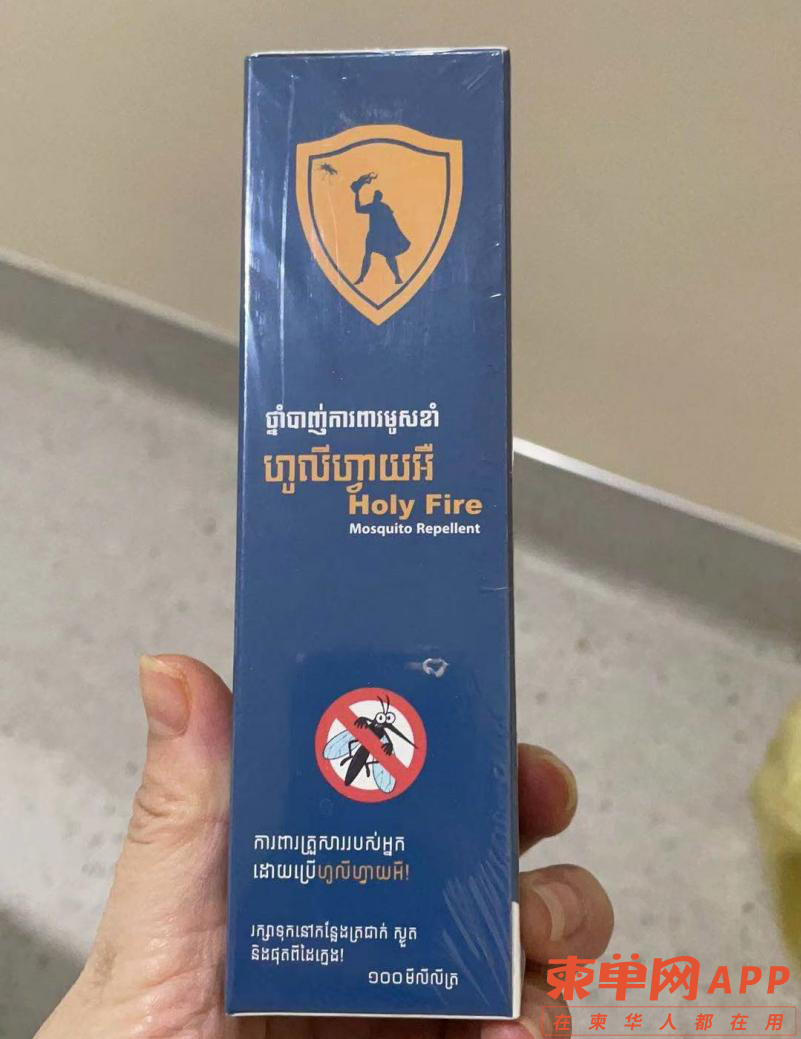 ថ្នាំបាញ់ការពារមូសខាំ
ហូលីហ្វាយអឺ
Holy Fire
Mosquito Repellent
ការពារគ្រួសាររបស់អ្នក
ដោយប្រើហូលីហ្វាយអឺ!
រក្សាទុកនៅកន្លែងត្រជាក់ ស្ងួត
និងផុតពីដៃក្មេង!
១០០មីលីលីត្រ
柬单网APP
在柬华人都在用